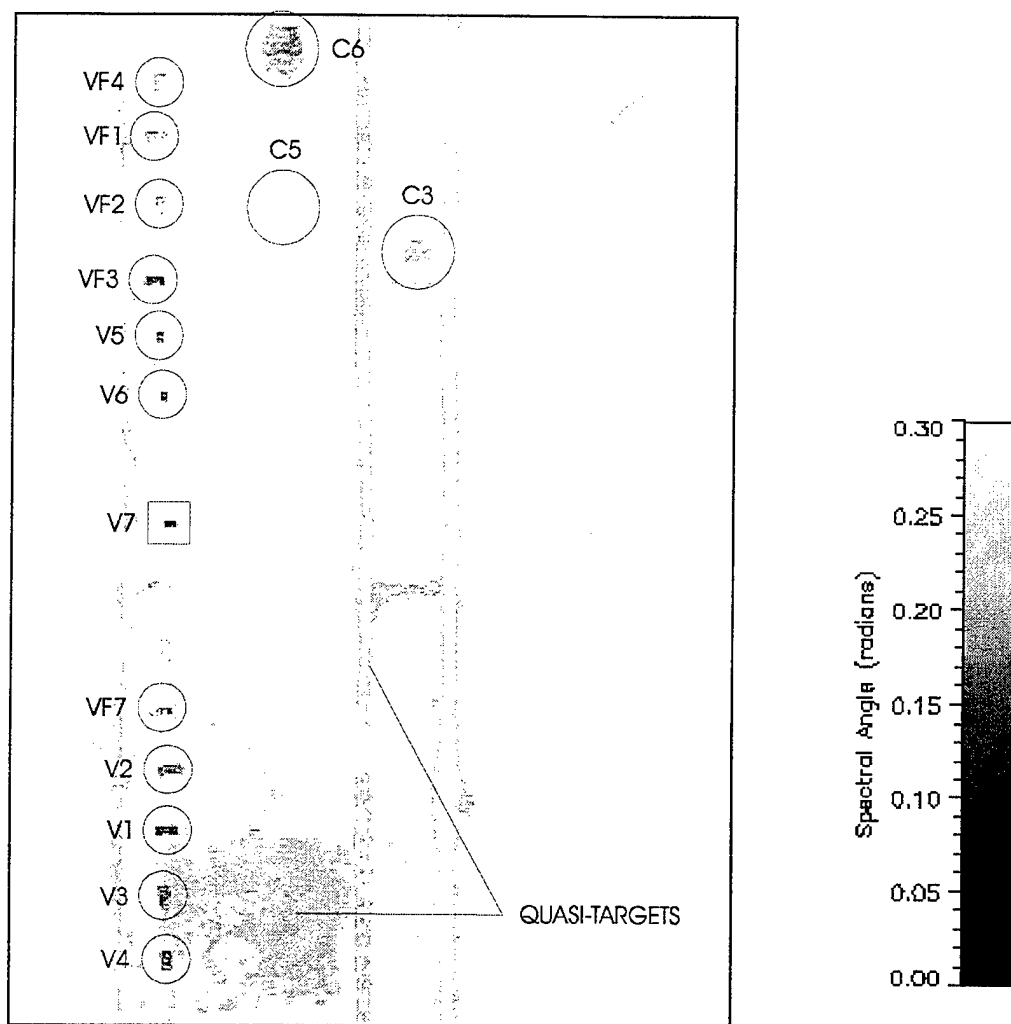 C6
VF4
VF1
C5
VF2
C3
VF3
V5
V6
V7
VF7
V2
V1
V3
QUASI-TARGETS
V4
0.30
0.25
0.20
0.15
0.10
0.05
0.00
Spectral Angle (radians)